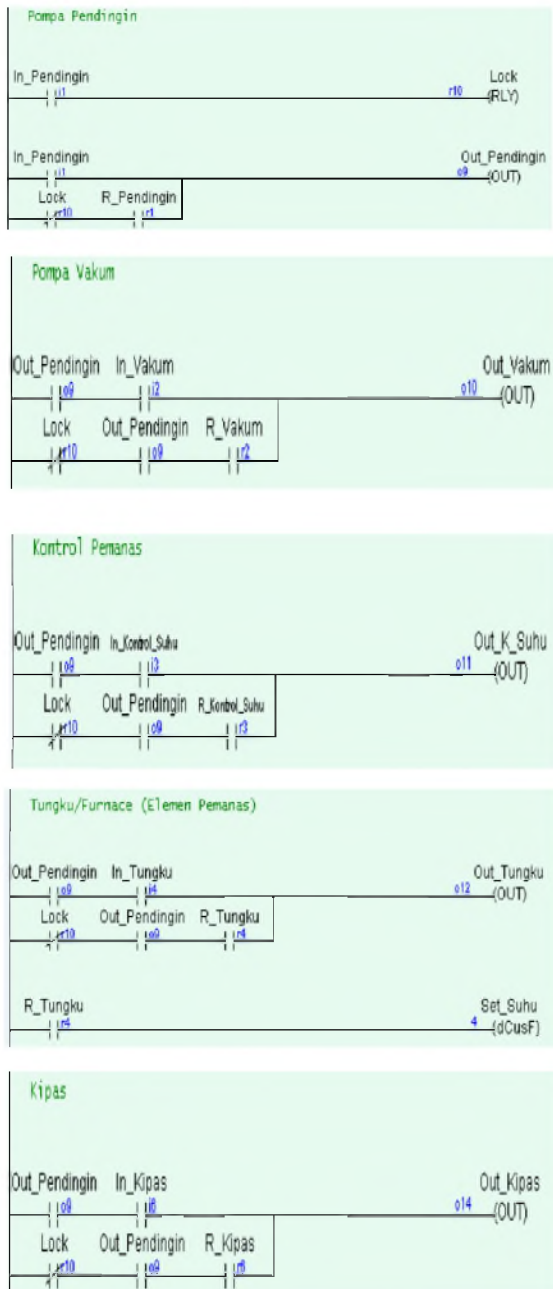 Pompa Pendingin
In_Pendingin Lock
i1 r10 (RLY)
In_Pendingin Out_Pendingin
i1 o9 (OUT)
Lock R_Pendingin
r10 r1
Pompa Vakum
Out_Pendingin In_Vakum Out_Vakum
o9 i2 o10 (OUT)
Lock Out_Pendingin R_Vakum
r10 o9 r2
Kontrol Pemanas
Out_Pendingin In_Kontrol_Suhu Out_K_Suhu
o9 i3 o11 (OUT)
Lock Out_Pendingin R_Kontrol_Suhu
r10 o9 r3
Tungku/Furnace (Elemen Pemanas)
Out_Pendingin In_Tungku Out_Tungku
o9 i4 o12 (OUT)
Lock Out_Pendingin R_Tungku
r10 o9 r4
R_Tungku Set_Suhu
r4 4 (dCusF)
Kipas
Out_Pendingin In_Kipas Out_Kipas
o9 i6 o14 (OUT)
Lock Out_Pendingin R_Kipas
r10 o9 r6